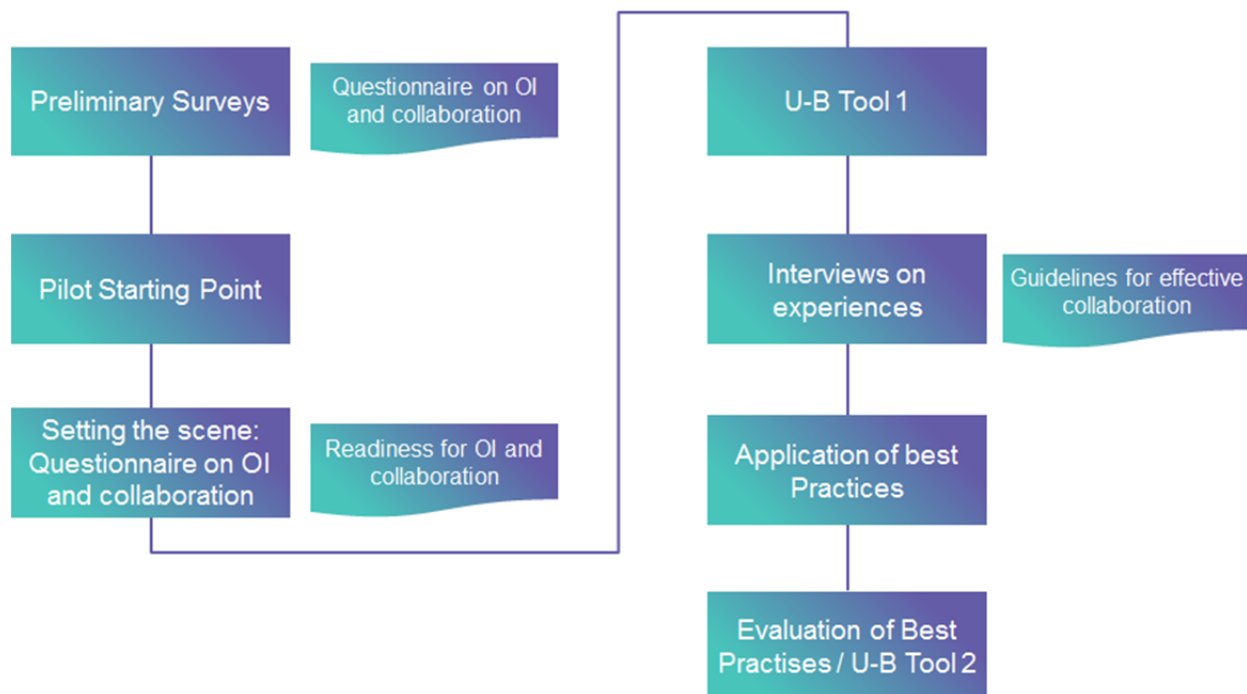 Preliminary Surveys
Questionnaire on OI
and collaboration
Pilot Starting Point
Setting the scene:
Questionnaire on OI
and collaboration
Readiness for OI and
collaboration
U-B Tool 1
Interviews on
experiences
Guidelines for effective
collaboration
Application of best
Practices
Evaluation of Best
Practises / U-B Tool 2